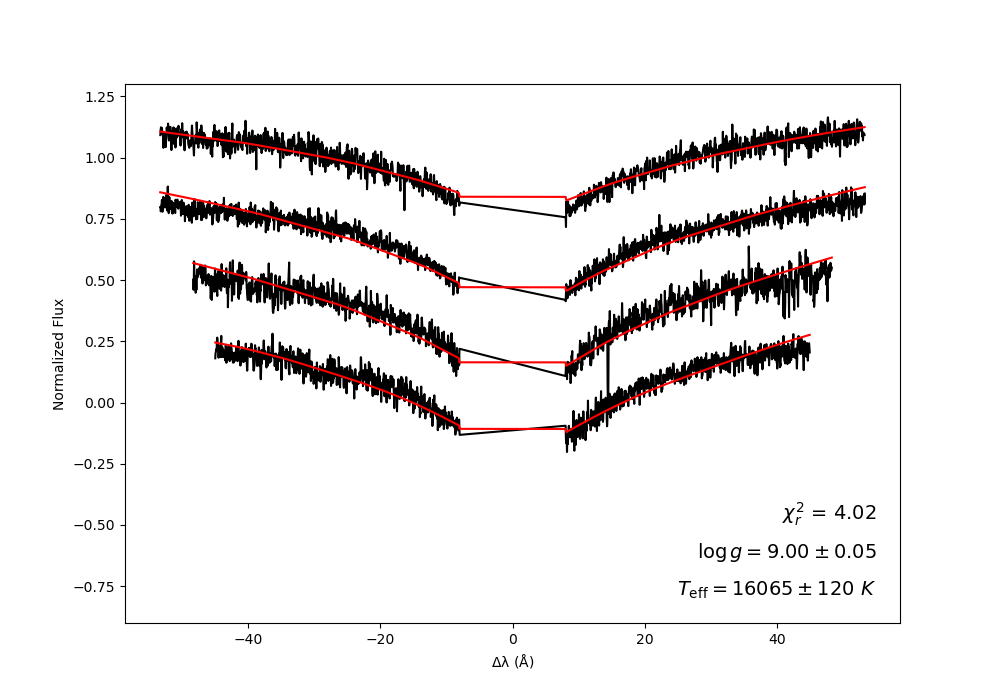 1.25
1.00
0.75
0.50
0.25
0.00
−0.25
−0.50
−0.75
Normalized Flux
χ²ᵣ = 4.02
log g = 9.00 ± 0.05
T_eff = 16065 ± 120 K
−40 −20 0 20 40
Δλ (Å)